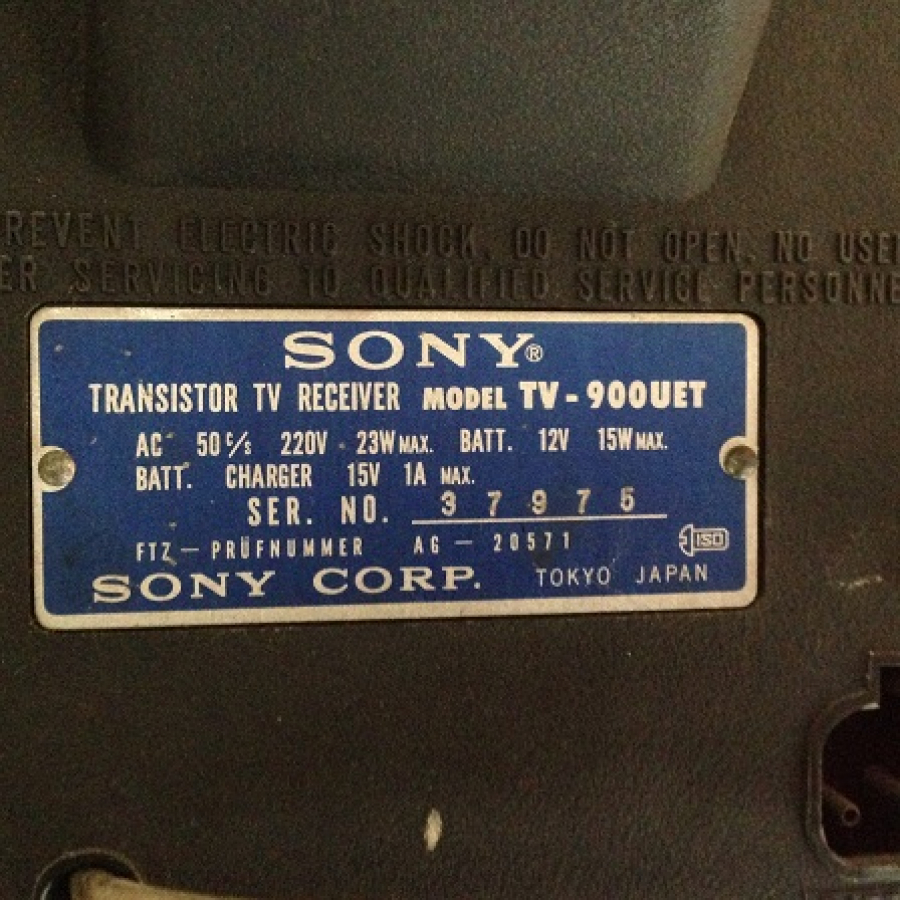 REVENT ELECTRIC SHOCK, DO NOT OPEN. NO USE
ER SERVICING TO QUALIFIED SERVICE PERSONNE
SONY®
TRANSISTOR TV RECEIVER MODEL TV-900UET
AC 50 c/s 220V 23W MAX. BATT. 12V 15W MAX.
BATT. CHARGER 15V 1A MAX.
SER. NO. 37975
FTZ — PRÜFNUMMER AG — 20571
ISO
SONY CORP. TOKYO JAPAN